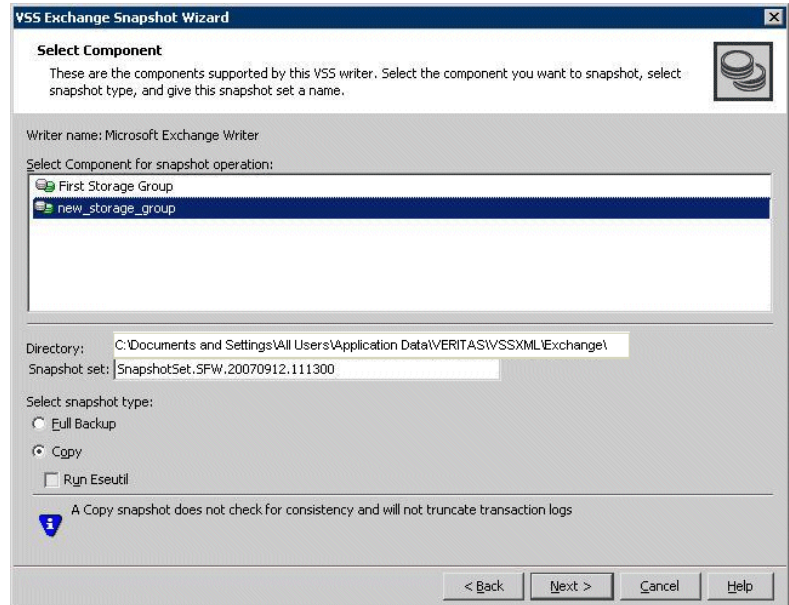 VSS Exchange Snapshot Wizard
Select Component
These are the components supported by this VSS writer. Select the component you want to snapshot, select
snapshot type, and give this snapshot set a name.
Writer name: Microsoft Exchange Writer
Select Component for snapshot operation:
First Storage Group
new_storage_group
Directory: C:\Documents and Settings\All Users\Application Data\VERITAS\VSSXML\Exchange\
Snapshot set: SnapshotSet.SFW.20070912.111300
Select snapshot type:
Full Backup
Copy
Run Eseutil
A Copy snapshot does not check for consistency and will not truncate transaction logs
< Back Next > Cancel Help